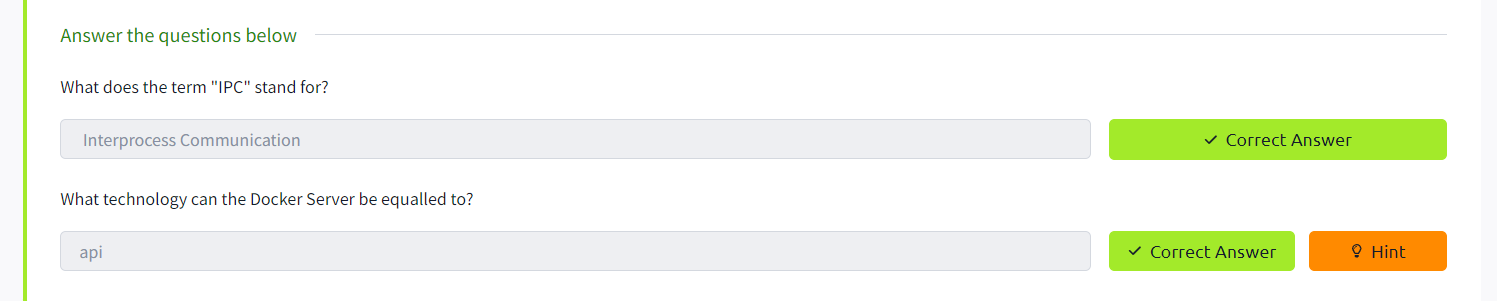 Answer the questions below
What does the term "IPC" stand for?
Interprocess Communication
Correct Answer
What technology can the Docker Server be equalled to?
api
Correct Answer
Hint